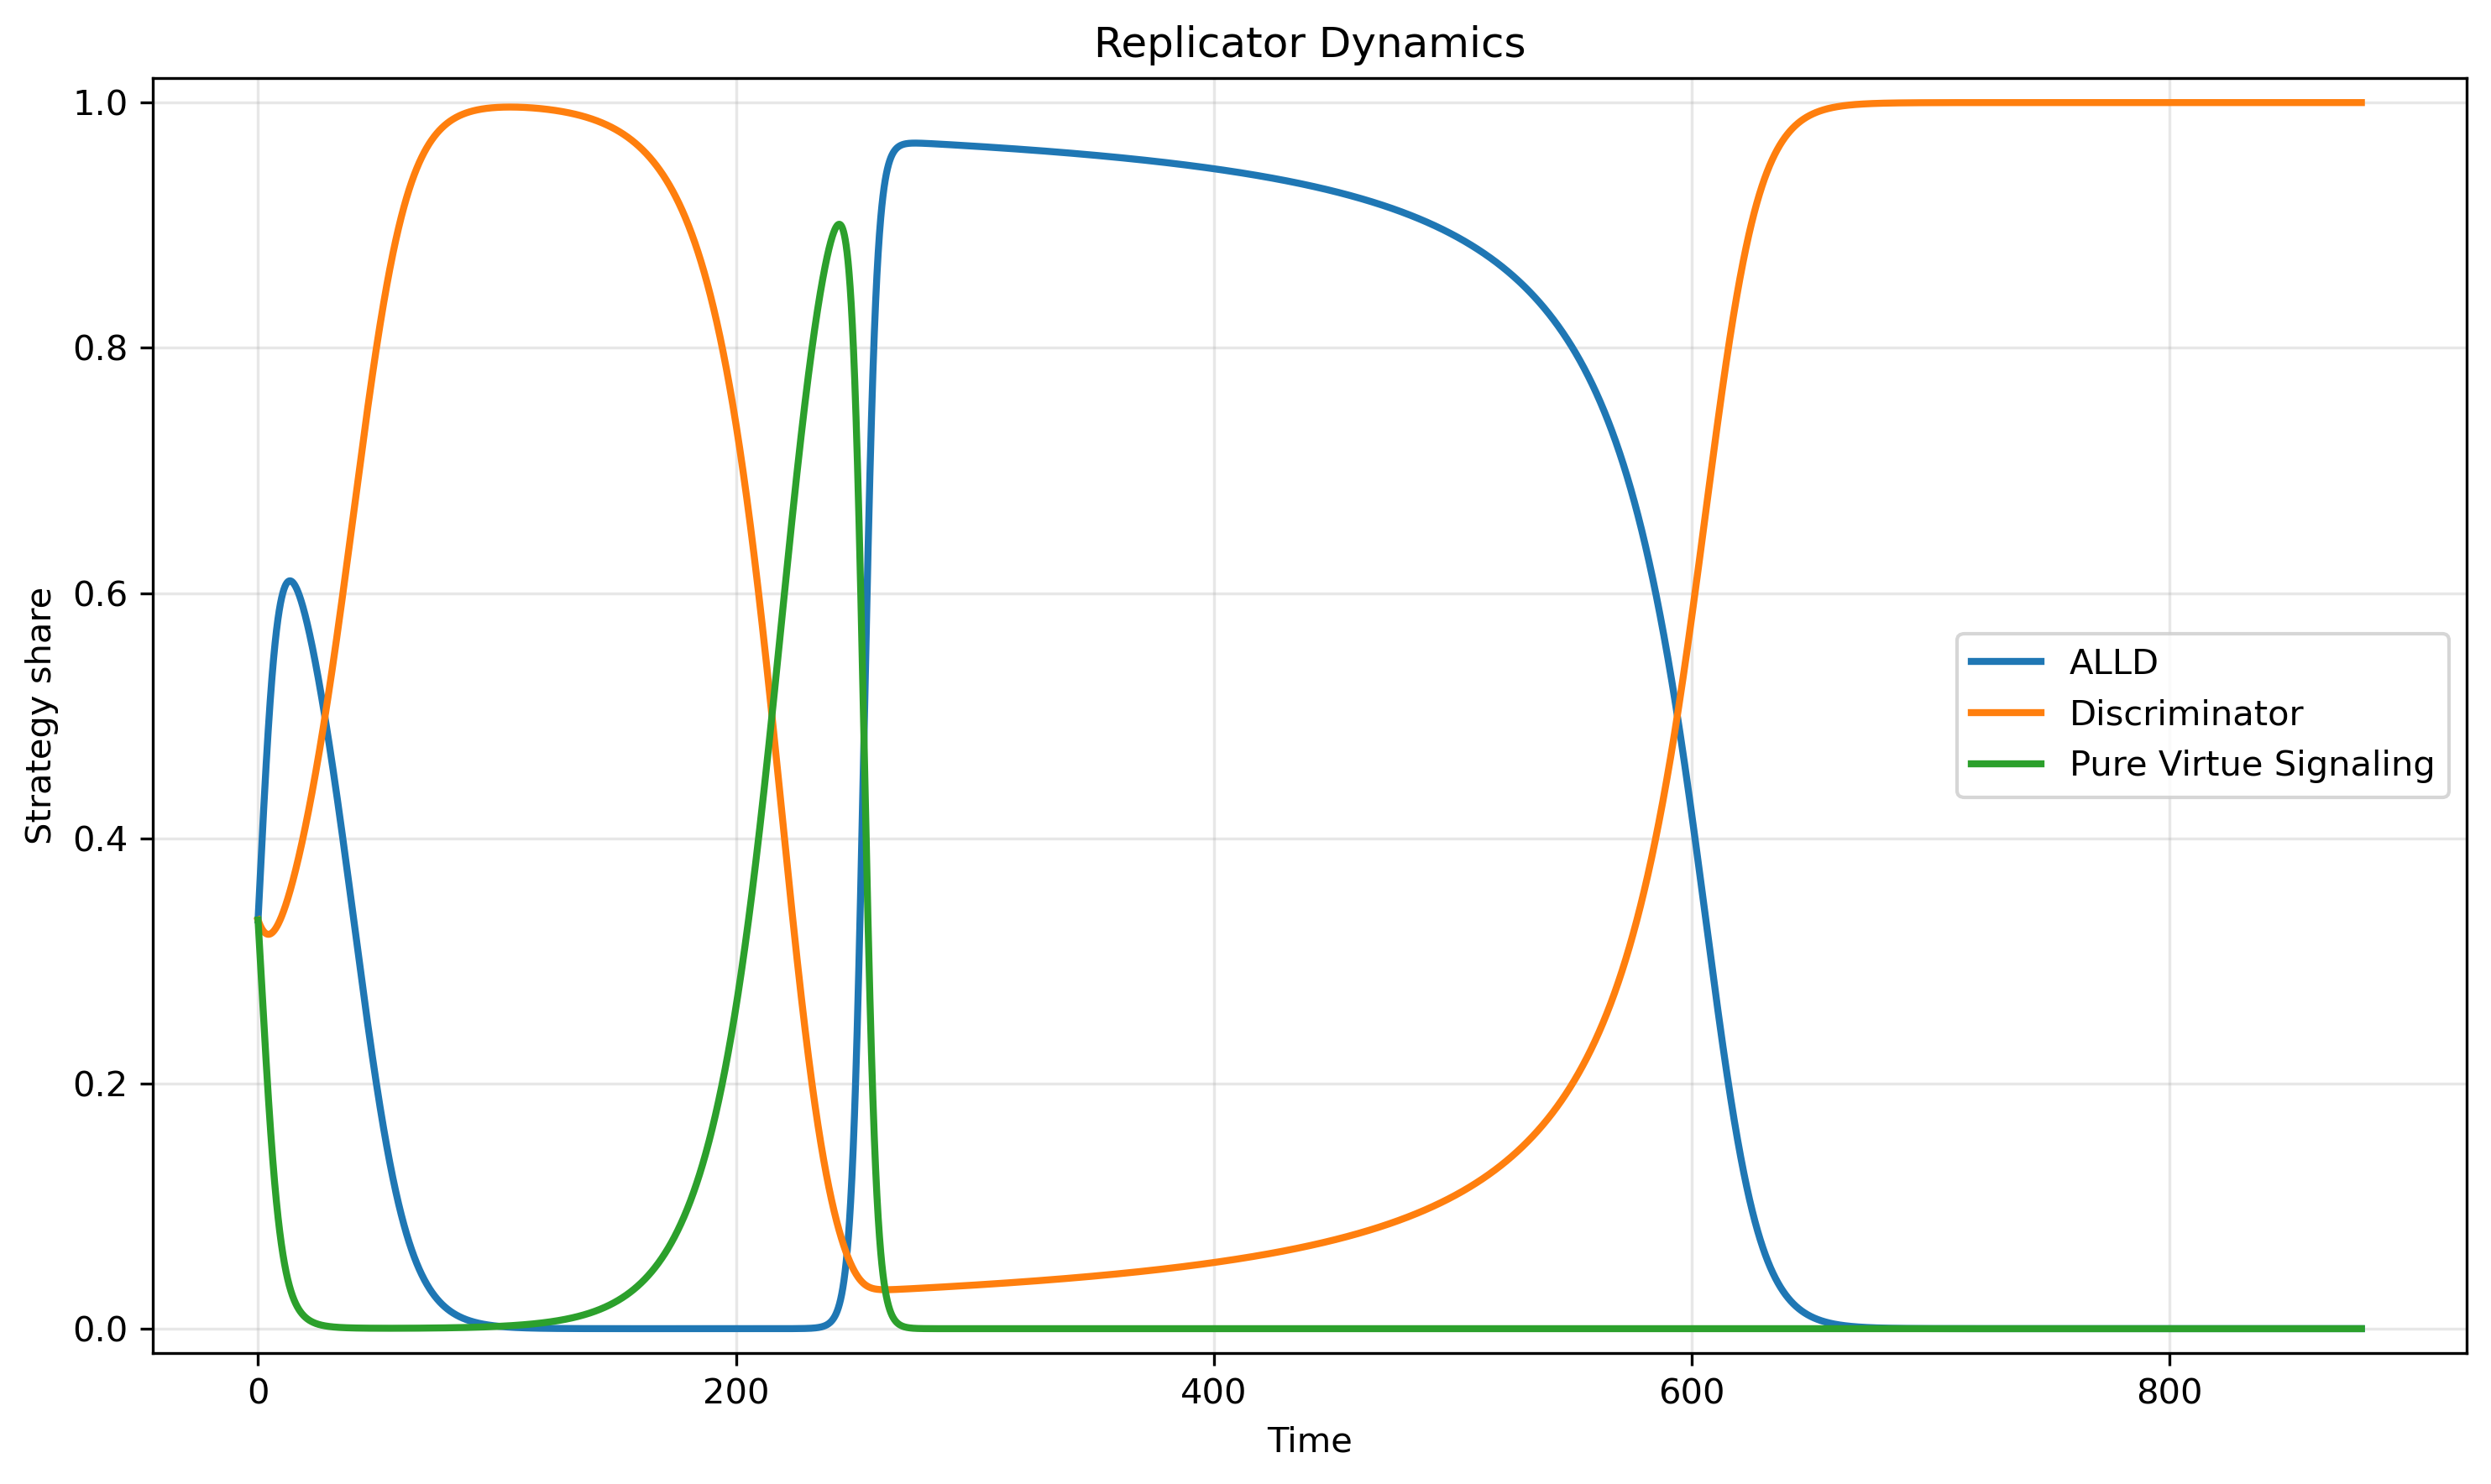 Replicator Dynamics
1.0
0.8
0.6
0.4
0.2
0.0
Strategy share
ALLD
Discriminator
Pure Virtue Signaling
0 200 400 600 800
Time